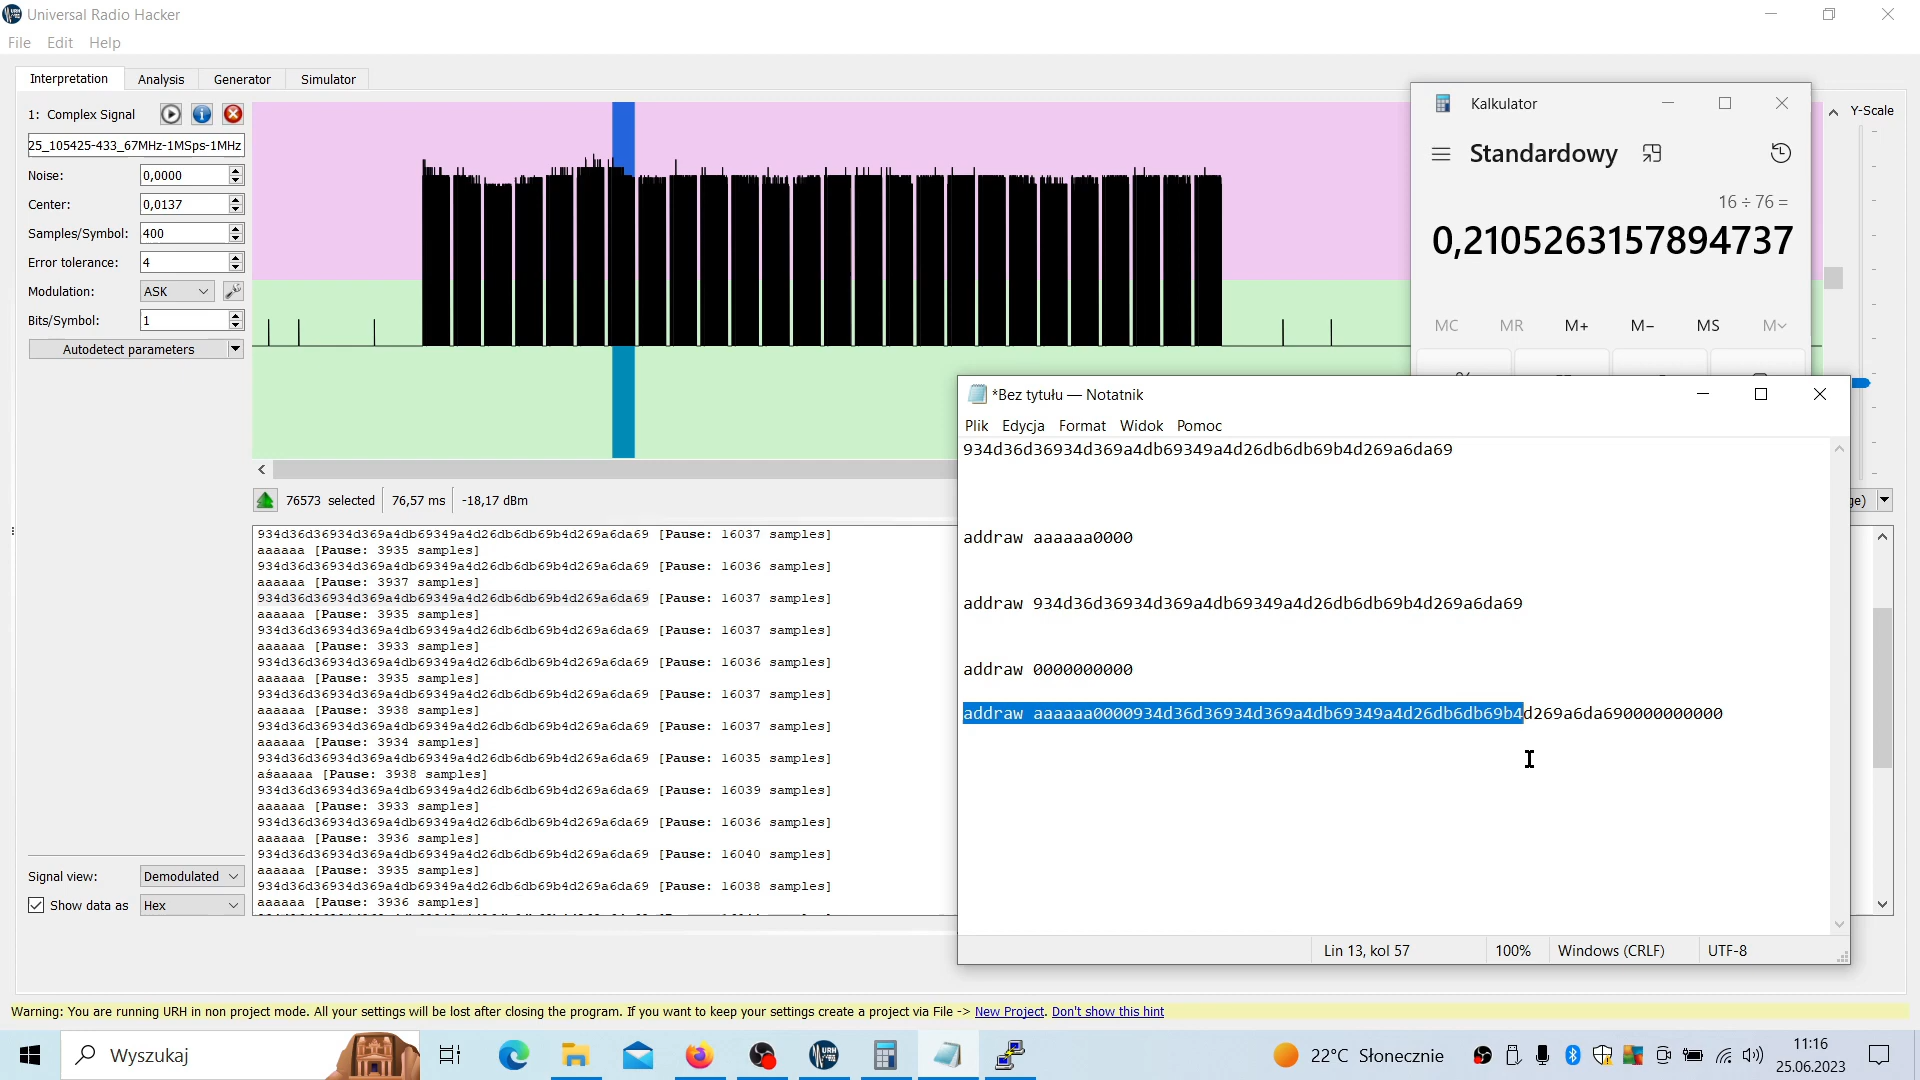 Universal Radio Hacker
File Edit Help
Interpretation Analysis Generator Simulator
1: Complex Signal
25_105425-433_67MHz-1MSps-1MHz
Noise: 0,0000
Center: 0,0137
Samples/Symbol: 400
Error tolerance: 4
Modulation: ASK
Bits/Symbol: 1
Autodetect parameters
Y-Scale
Kalkulator
Standardowy
16 ÷ 76 =
0,2105263157894737
MC MR M+ M− MS M
76573 selected 76,57 ms -18,17 dBm
934d36d36934d369a4db69349a4d26db6db69b4d269a6da69 [Pause: 16037 samples]
aaaaaa [Pause: 3935 samples]
934d36d36934d369a4db69349a4d26db6db69b4d269a6da69 [Pause: 16036 samples]
aaaaaa [Pause: 3937 samples]
934d36d36934d369a4db69349a4d26db6db69b4d269a6da69 [Pause: 16037 samples]
aaaaaa [Pause: 3935 samples]
934d36d36934d369a4db69349a4d26db6db69b4d269a6da69 [Pause: 16037 samples]
aaaaaa [Pause: 3933 samples]
934d36d36934d369a4db69349a4d26db6db69b4d269a6da69 [Pause: 16036 samples]
aaaaaa [Pause: 3935 samples]
934d36d36934d369a4db69349a4d26db6db69b4d269a6da69 [Pause: 16037 samples]
aaaaaa [Pause: 3938 samples]
934d36d36934d369a4db69349a4d26db6db69b4d269a6da69 [Pause: 16037 samples]
aaaaaa [Pause: 3934 samples]
934d36d36934d369a4db69349a4d26db6db69b4d269a6da69 [Pause: 16035 samples]
[Pause: 3938 samples]
934d36d36934d369a4db69349a4d26db6db69b4d269a6da69 [Pause: 16039 samples]
aaaaaa [Pause: 3933 samples]
934d36d36934d369a4db69349a4d26db6db69b4d269a6da69 [Pause: 16036 samples]
aaaaaa [Pause: 3936 samples]
934d36d36934d369a4db69349a4d26db6db69b4d269a6da69 [Pause: 16040 samples]
aaaaaa [Pause: 3935 samples]
934d36d36934d369a4db69349a4d26db6db69b4d269a6da69 [Pause: 16038 samples]
aaaaaa [Pause: 3936 samples]
Signal view: Demodulated
Show data as Hex
*Bez tytułu — Notatnik
Plik Edycja Format Widok Pomoc
934d36d36934d369a4db69349a4d26db6db69b4d269a6da69
addraw aaaaaa0000
addraw 934d36d36934d369a4db69349a4d26db6db69b4d269a6da69
addraw 0000000000
addraw aaaaaa0000934d36d36934d369a4db69349a4d26db6db69b4d269a6da690000000000
Lin 13, kol 57 100% Windows (CRLF) UTF-8
ge)
Warning: You are running URH in non project mode. All your settings will be lost after closing the program. If you want to keep your settings create a project via File -> New Project. Don't show this hint
Wyszukaj
22°C Słonecznie
11:16
25.06.2023